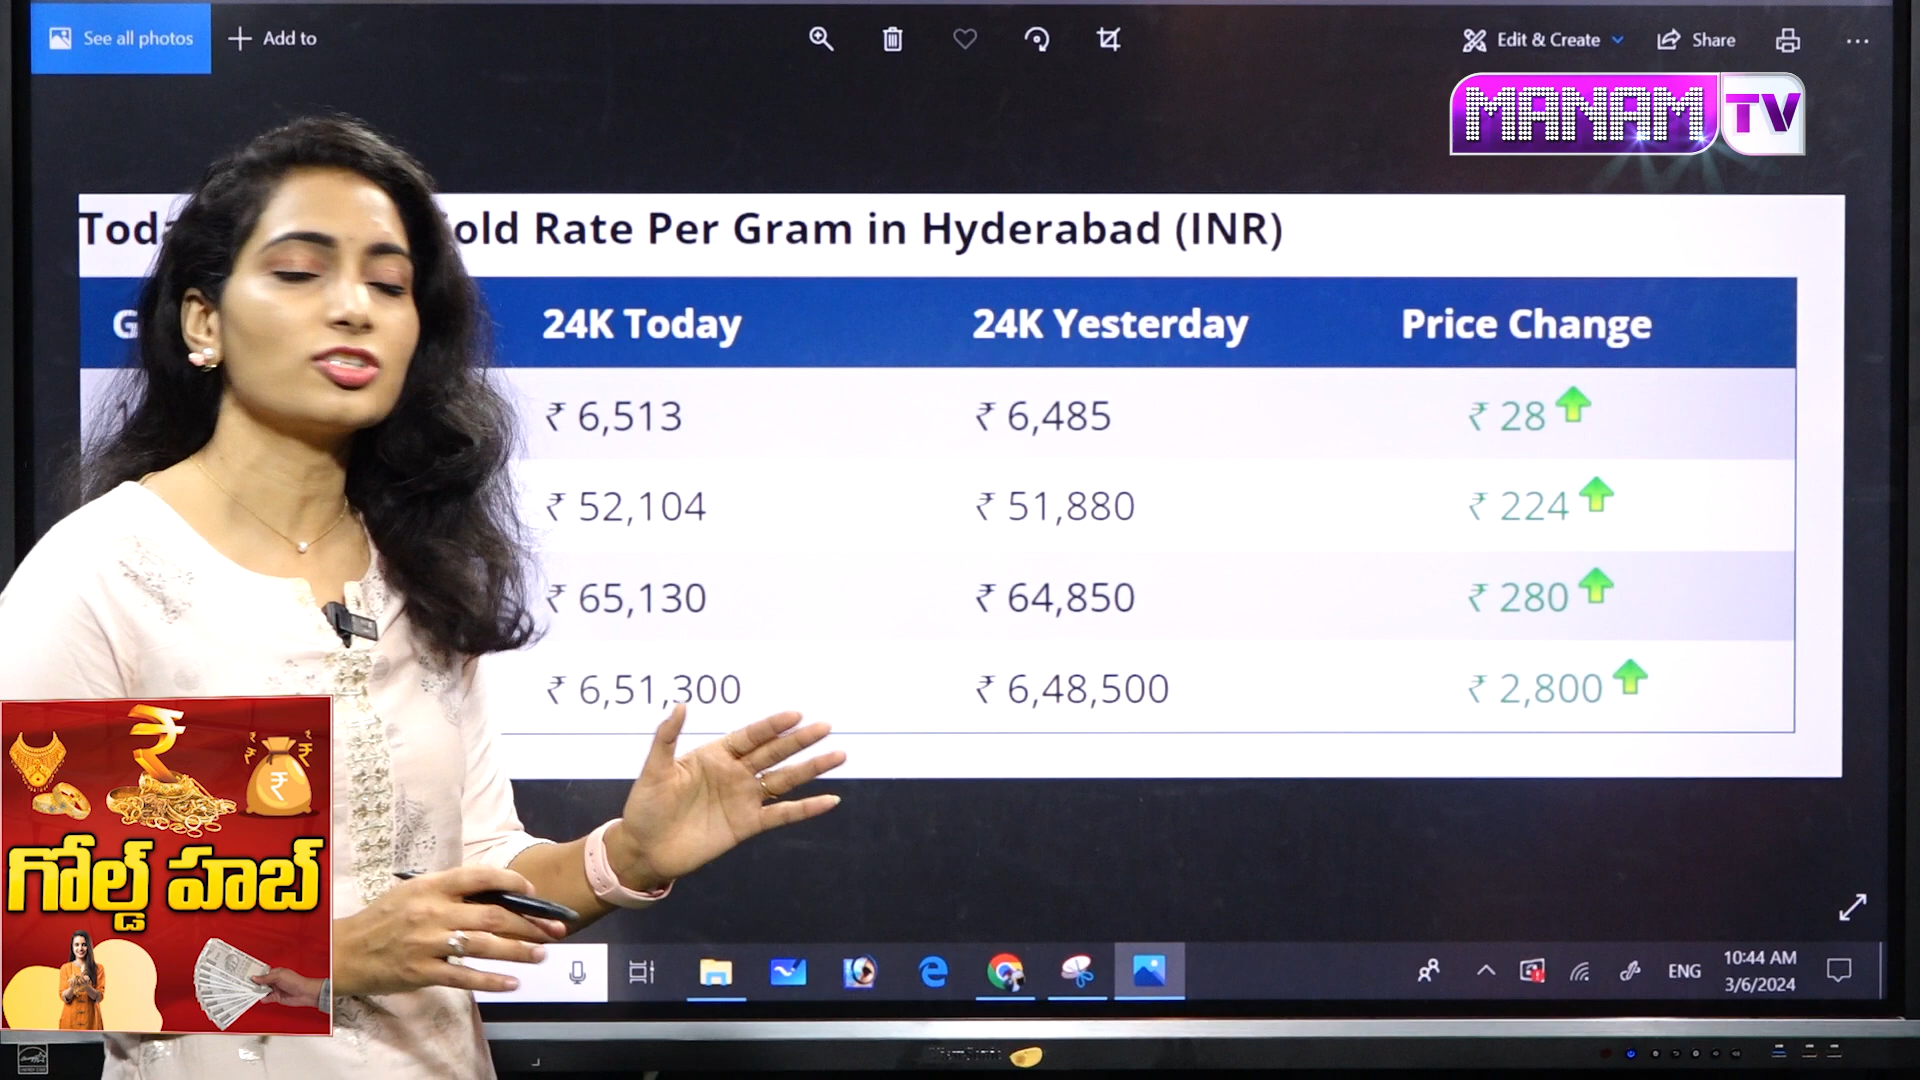 See all photos
Add to
Edit & Create
Share
MANAM TV
Rate Per Gram in Hyderabad (INR)
24K Today 24K Yesterday Price Change
₹ 6,513 ₹ 6,485 ₹ 28
₹ 52,104 ₹ 51,880 ₹ 224
₹ 65,130 ₹ 64,850 ₹ 280
₹ 6,51,300 ₹ 6,48,500 ₹ 2,800
గోల్డ్ హబ్
ENG
10:44 AM
3/6/2024